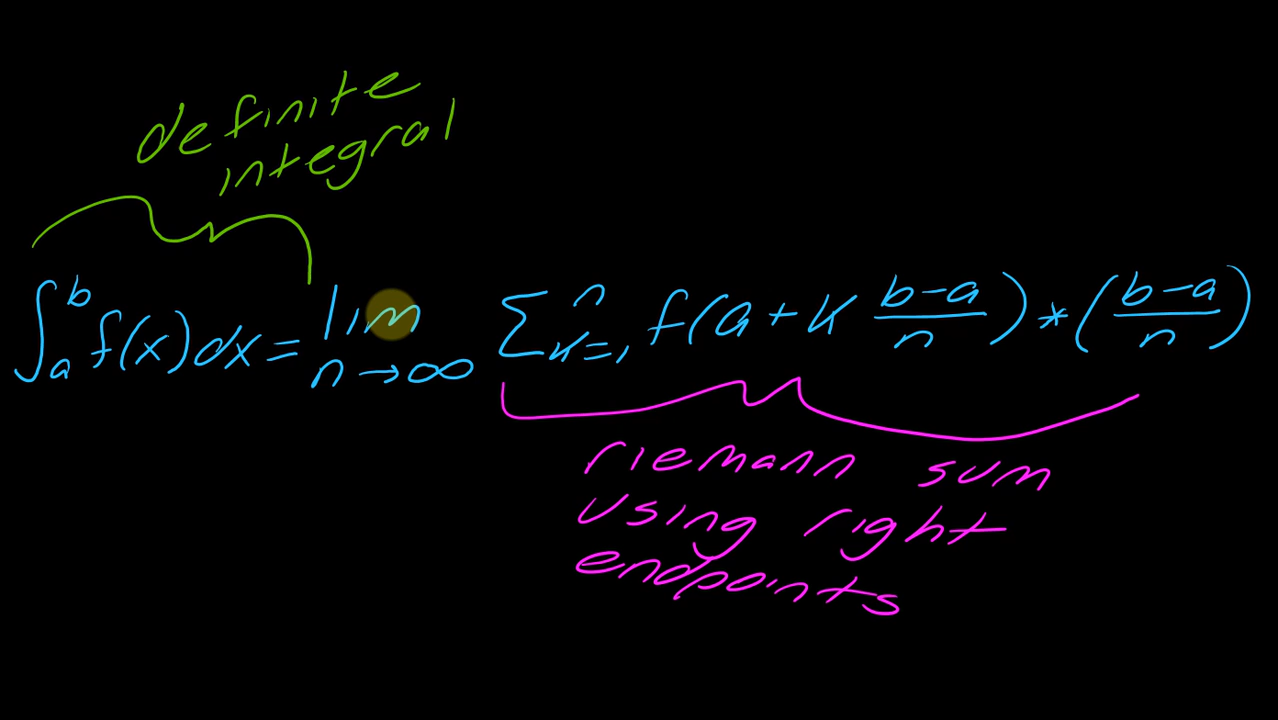 definite
integral
∫_a^b f(x)dx = lim_{n→∞} Σ_{k=1}^n f(a+k (b-a)/n) * ((b-a)/n)
riemann sum
using right
endpoints